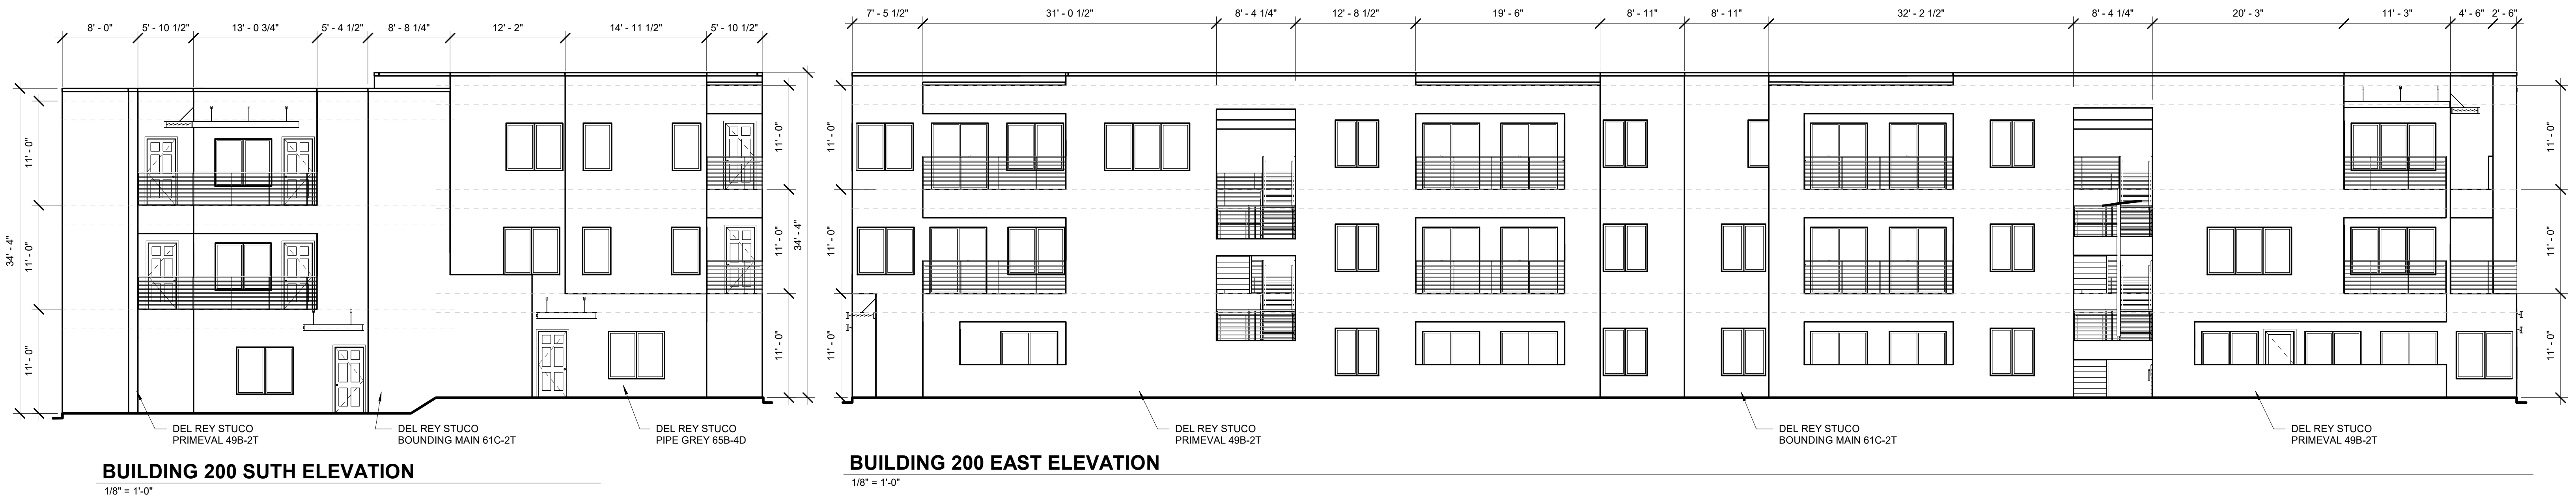 8' - 0" 5' - 10 1/2" 13' - 0 3/4" 5' - 4 1/2" 8' - 8 1/4" 12' - 2" 14' - 11 1/2" 5' - 10 1/2"
34' - 4"
11' - 0"
11' - 0"
11' - 0"
11' - 0"
11' - 0"
11' - 0"
34' - 4"
DEL REY STUCO
PRIMEVAL 49B-2T
DEL REY STUCO
BOUNDING MAIN 61C-2T
DEL REY STUCO
PIPE GREY 65B-4D
BUILDING 200 SUTH ELEVATION
1/8" = 1'-0"
7' - 5 1/2" 31' - 0 1/2" 8' - 4 1/4" 12' - 8 1/2" 19' - 6" 8' - 11" 8' - 11" 32' - 2 1/2" 8' - 4 1/4" 20' - 3" 11' - 3" 4' - 6" 2' - 6"
11' - 0"
11' - 0"
11' - 0"
11' - 0"
11' - 0"
11' - 0"
DEL REY STUCO
PRIMEVAL 49B-2T
DEL REY STUCO
BOUNDING MAIN 61C-2T
DEL REY STUCO
PRIMEVAL 49B-2T
BUILDING 200 EAST ELEVATION
1/8" = 1'-0"